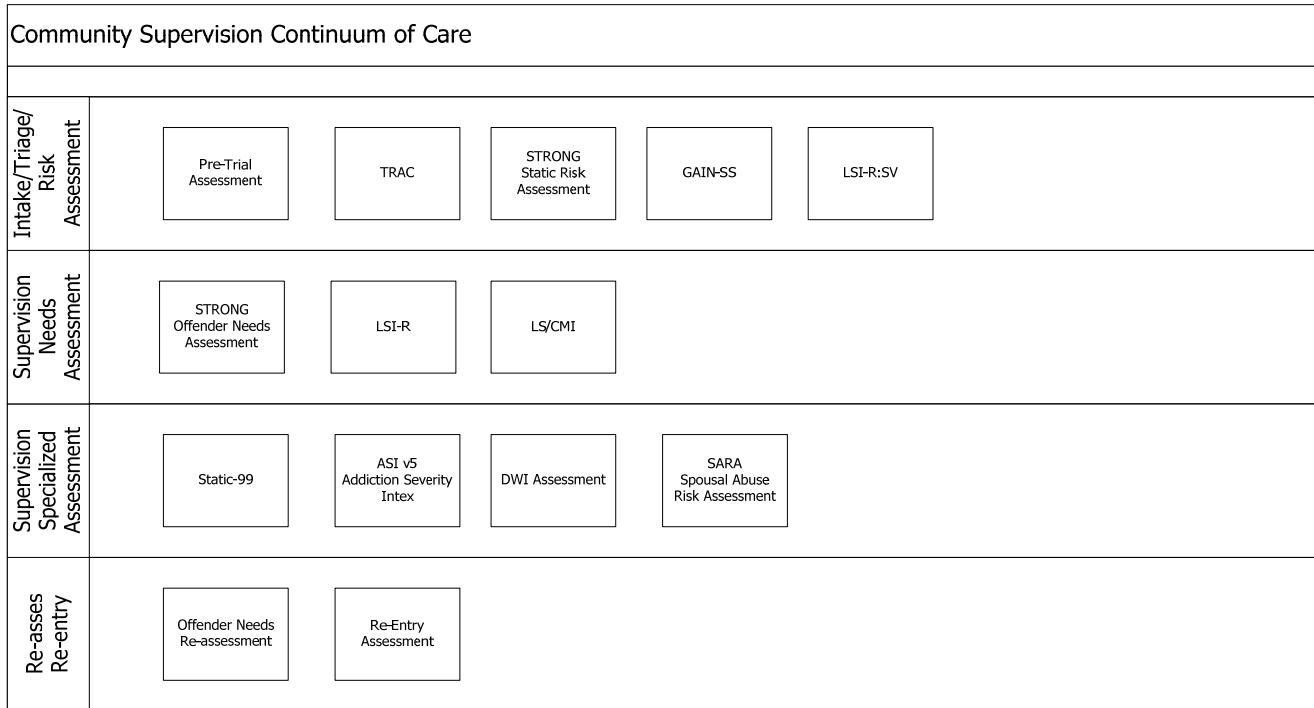 Community Supervision Continuum of Care
Intake/Triage/
Risk
Assessment
Pre-Trial
Assessment
TRAC
STRONG
Static Risk
Assessment
GAIN-SS
LSI-R:SV
Supervision
Needs
Assessment
STRONG
Offender Needs
Assessment
LSI-R
LS/CMI
Supervision
Specialized
Assessment
Static-99
ASI v5
Addiction Severity
Intex
DWI Assessment
SARA
Spousal Abuse
Risk Assessment
Re-asses
Re-entry
Offender Needs
Re-assessment
Re-Entry
Assessment